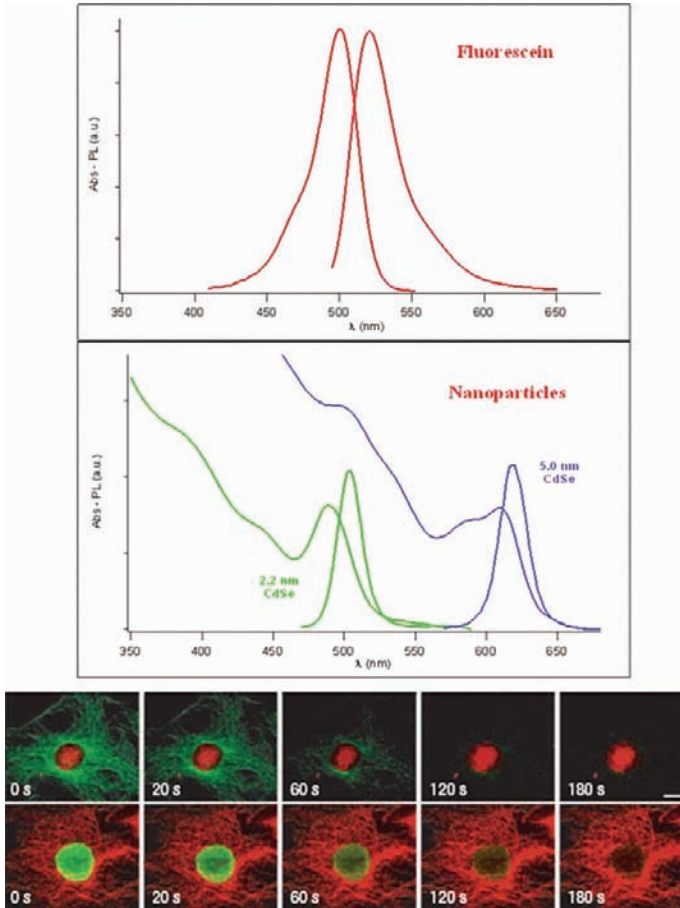 Fluorescein
Abs - PL (a.u.)
350 400 450 500 550 600 650
λ (nm)
Nanoparticles
5.0 nm
CdSe
Abs - PL (a.u.)
2.2 nm
CdSe
350 400 450 500 550 600 650
λ (nm)
0 s 20 s 60 s 120 s 180 s
0 s 20 s 60 s 120 s 180 s